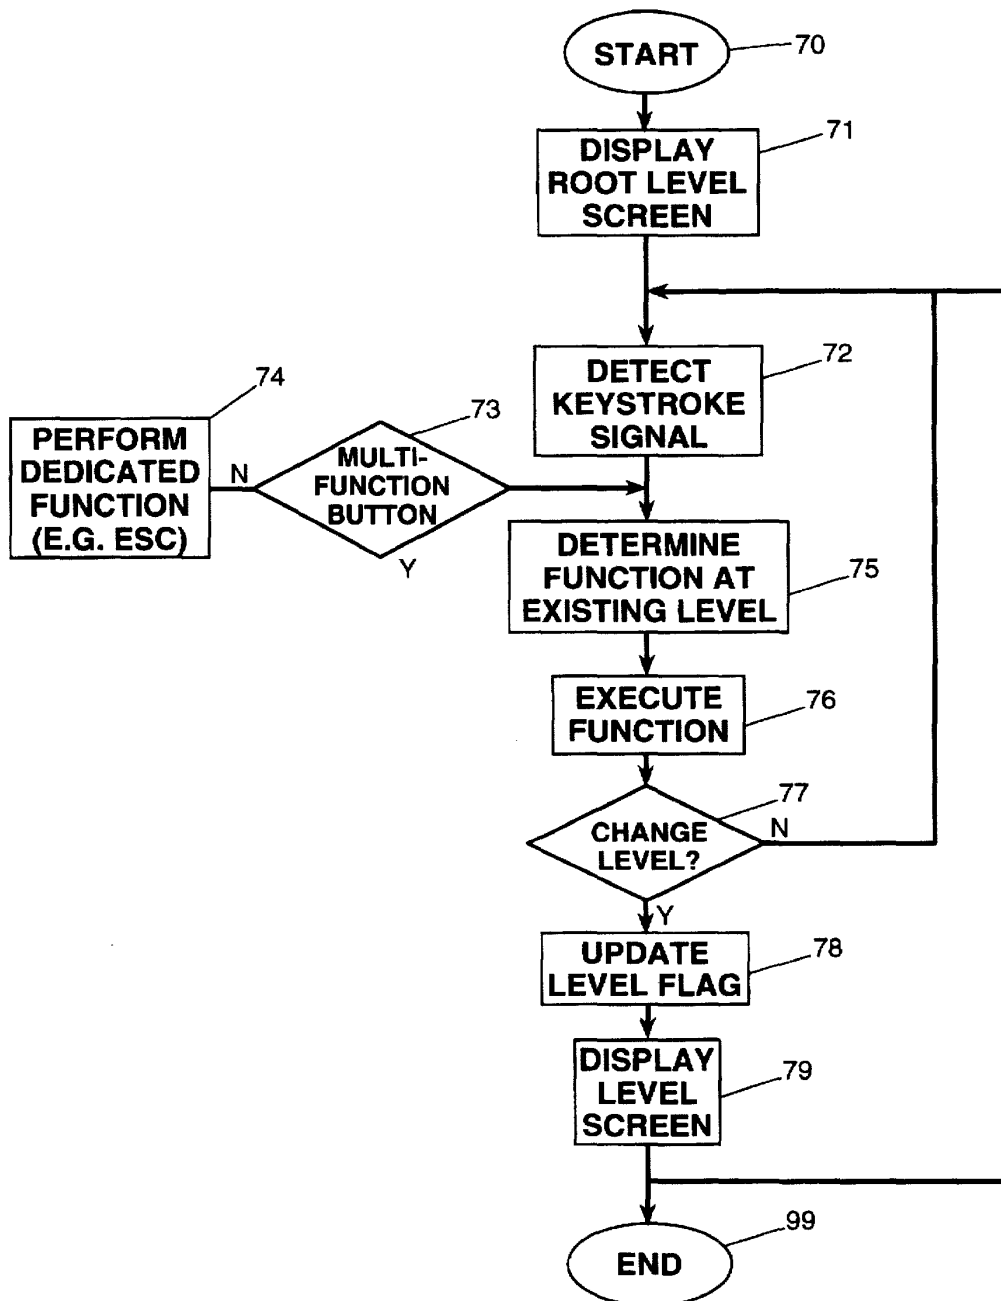 START
70
DISPLAY
ROOT LEVEL
SCREEN
71
DETECT
KEYSTROKE
SIGNAL
72
MULTI-
FUNCTION
BUTTON
73
N
Y
PERFORM
DEDICATED
FUNCTION
(E.G. ESC)
74
DETERMINE
FUNCTION AT
EXISTING LEVEL
75
EXECUTE
FUNCTION
76
CHANGE
LEVEL?
77
N
Y
UPDATE
LEVEL FLAG
78
DISPLAY
LEVEL
SCREEN
79
END
99